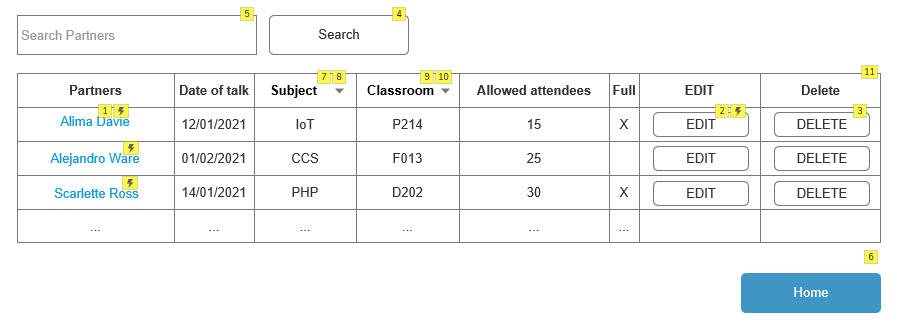 5 4
Search Partners Search
11
7 8 9 10
Partners Date of talk Subject Classroom Allowed attendees Full EDIT Delete
1 2 3
Alima Davie 12/01/2021 IoT P214 15 X EDIT DELETE
Alejandro Ware 01/02/2021 CCS F013 25 EDIT DELETE
Scarlette Ross 14/01/2021 PHP D202 30 X EDIT DELETE
... ... ... ... ... ...
6
Home